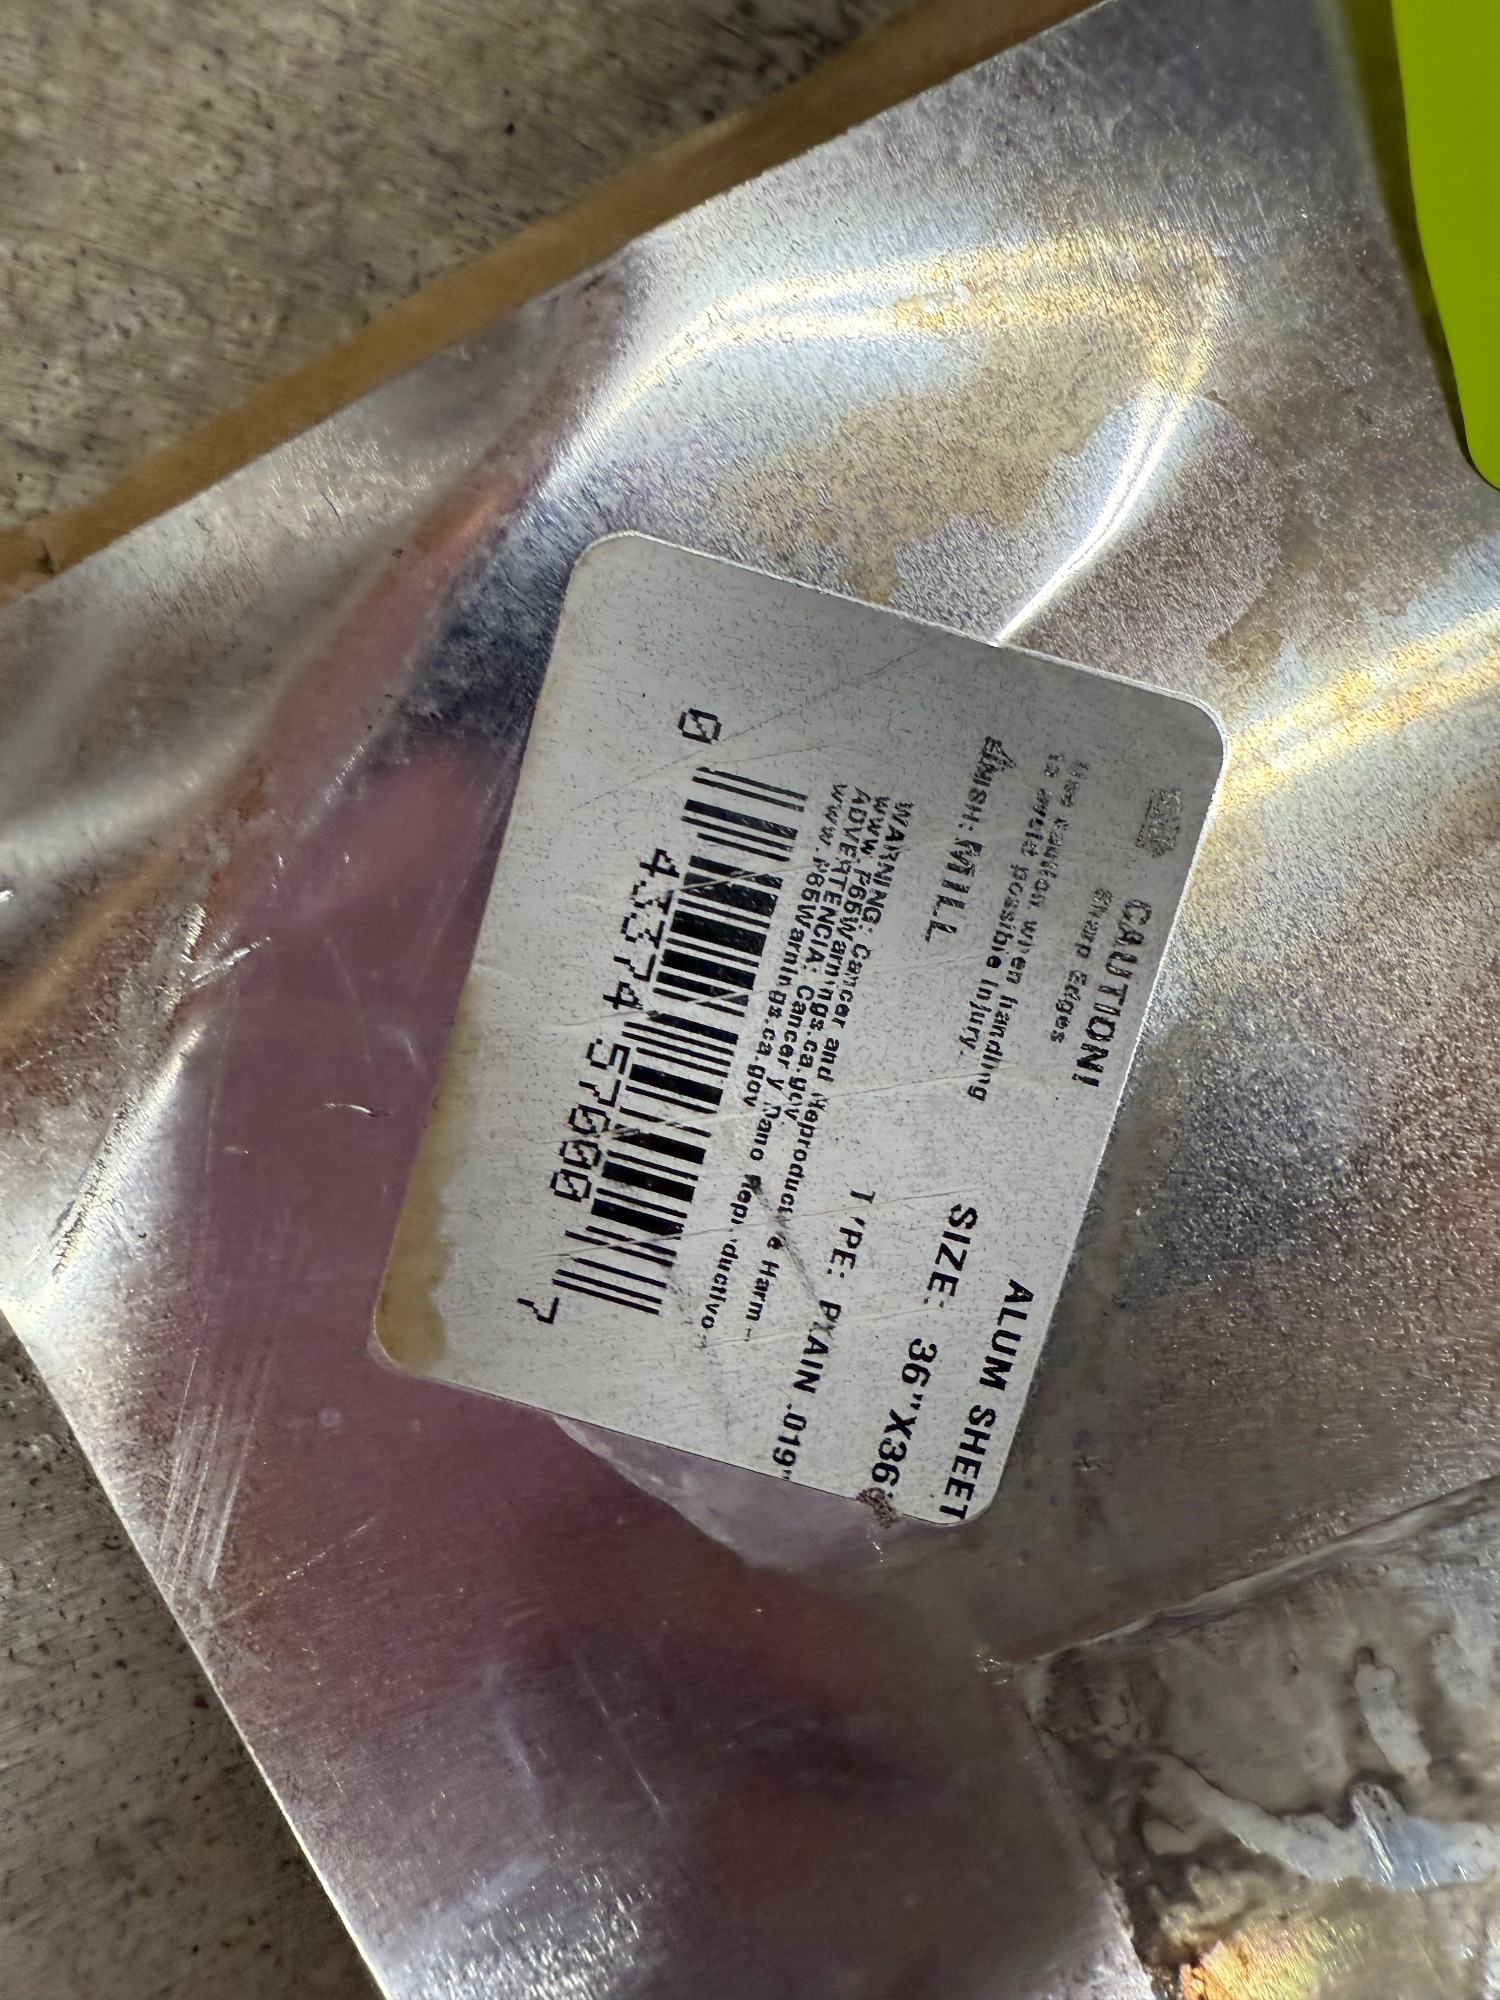 ALUM SHEET
SIZE: 36"X36"
TYPE: PLAIN .019"
CAUTION!
Sharp Edges
Use caution when handling
to avoid possible injury.
FINISH: MILL
WARNING: Cancer and Reproductive Harm -
www.P65Warnings.ca.gov
ADVERTENCIA: Cancer y Dano Reproductivo -
www.P65Warnings.ca.gov
0 43374 57000 7